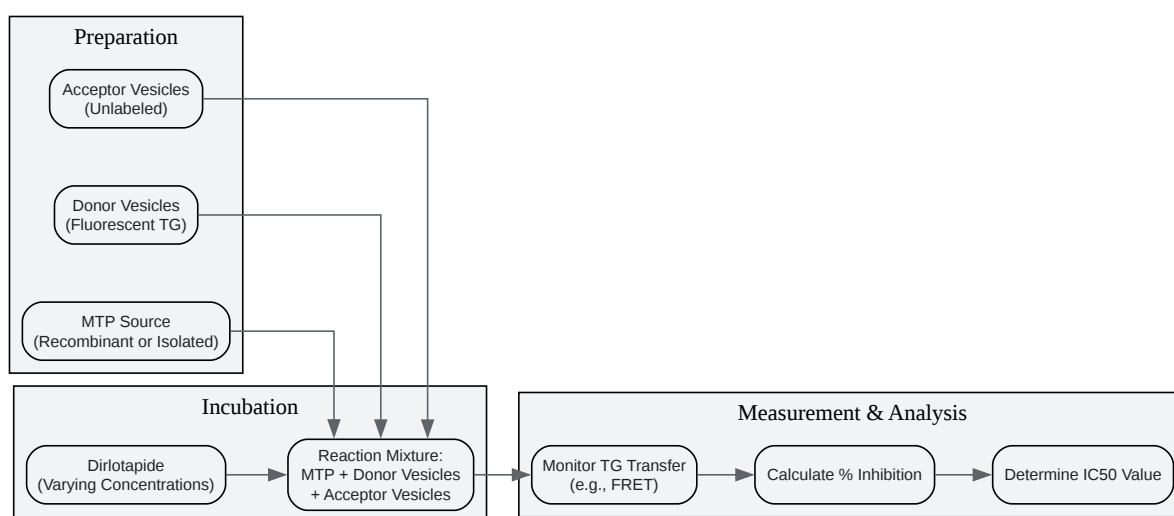 Preparation
Acceptor Vesicles
(Unlabeled)
Donor Vesicles
(Fluorescent TG)
MTP Source
(Recombinant or Isolated)
Incubation
Dirlotapide
(Varying Concentrations)
Reaction Mixture:
MTP + Donor Vesicles
+ Acceptor Vesicles
Measurement & Analysis
Monitor TG Transfer
(e.g., FRET)
Calculate % Inhibition
Determine IC50 Value